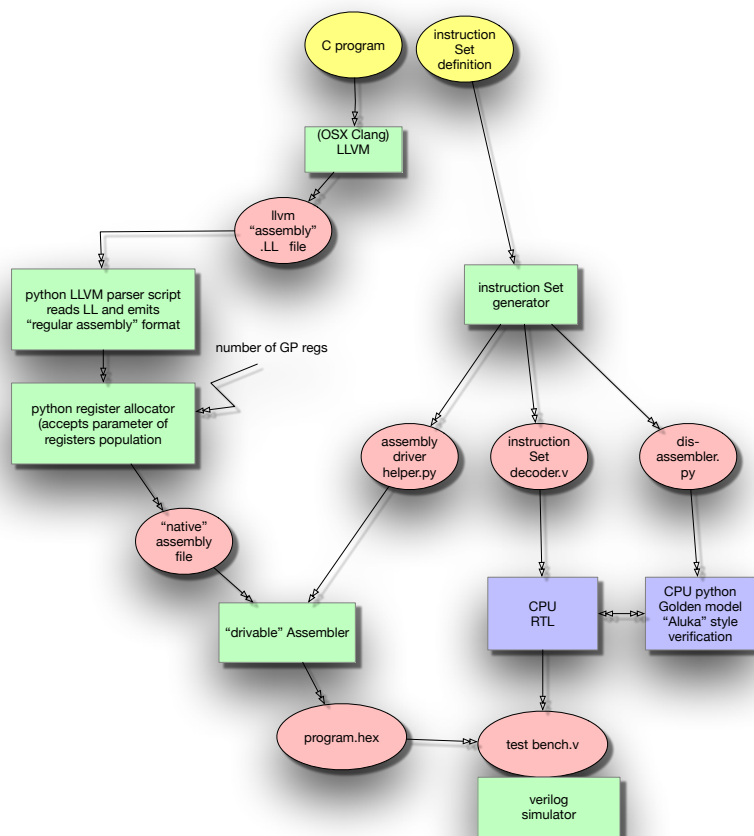 C program
instruction
Set
definition
(OSX Clang)
LLVM
llvm
“assembly”
.LL file
python LLVM parser script
reads LL and emits
“regular assembly” format
instruction Set
generator
number of GP regs
python register allocator
(accepts parameter of
registers population
assembly
driver
helper.py
instruction
Set
decoder.v
dis-
assembler.
py
“native”
assembly
file
“drivable” Assembler
CPU
RTL
CPU python
Golden model
“Aluka” style
verification
program.hex
test bench.v
verilog
simulator